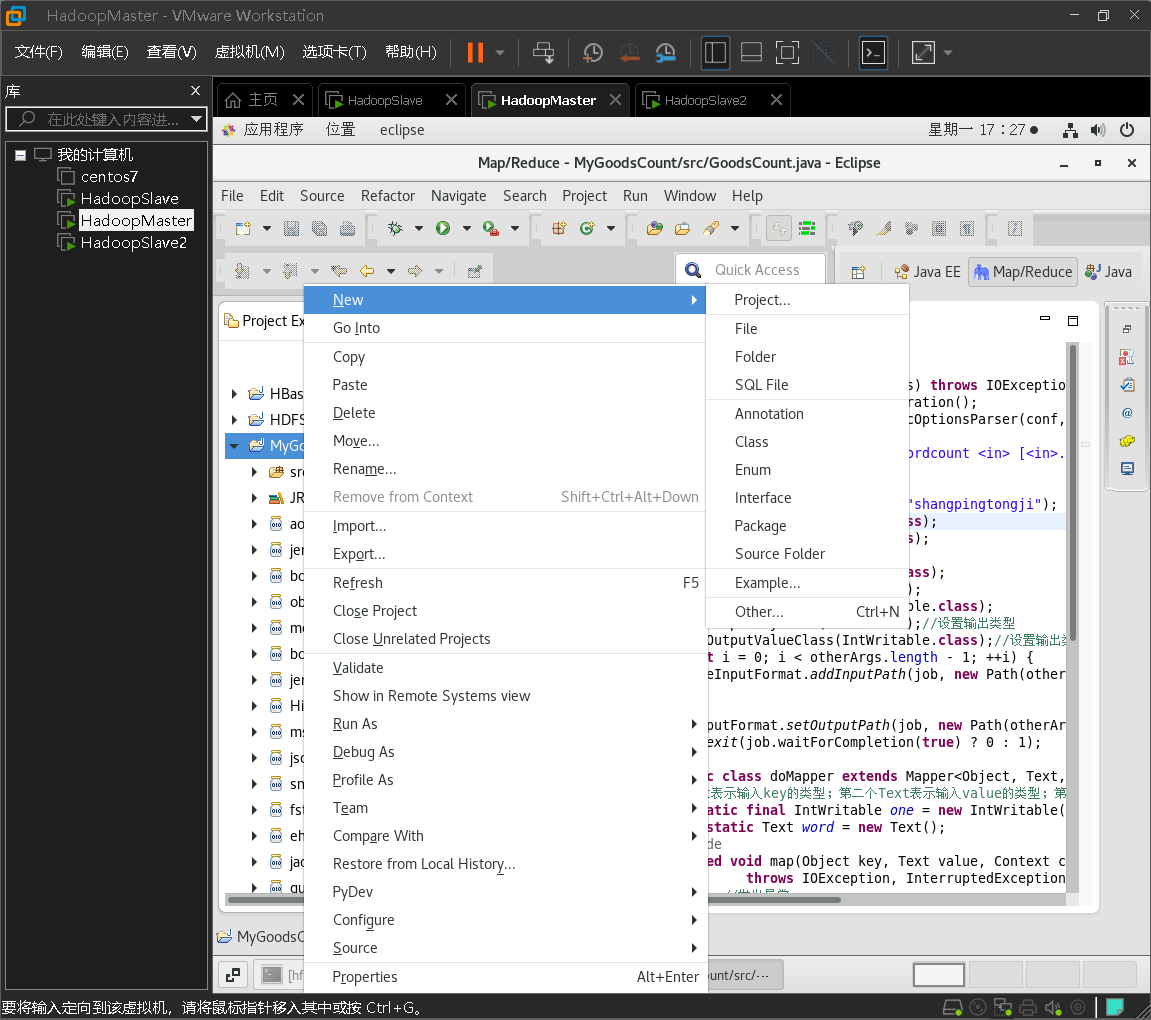 HadoopMaster - VMware Workstation
文件(F) 编辑(E) 查看(V) 虚拟机(M) 选项卡(T) 帮助(H)
库
在此处键入内容进...
我的计算机
centos7
HadoopSlave
HadoopMaster
HadoopSlave2
主页 HadoopSlave HadoopMaster HadoopSlave2
应用程序 位置 eclipse 星期一 17：27
Map/Reduce - MyGoodsCount/src/GoodsCount.java - Eclipse
File Edit Source Refactor Navigate Search Project Run Window Help
Quick Access
Java EE Map/Reduce Java
Project Ex
HBas
HDFS
MyGo
src
JR
ao
jer
bo
ob
me
bo
jer
Hi
ms
jsc
sn
fst
eh
jac
gu
New
Go Into
Copy
Paste
Delete
Move...
Rename...
Remove from Context Shift+Ctrl+Alt+Down
Import...
Export...
Refresh F5
Close Project
Close Unrelated Projects
Validate
Show in Remote Systems view
Run As
Debug As
Profile As
Team
Compare With
Restore from Local History...
PyDev
Configure
Source
Properties Alt+Enter
Project...
File
Folder
SQL File
Annotation
Class
Enum
Interface
Package
Source Folder
Example...
Other... Ctrl+N
s) throws IOExceptio
ration();
cOptionsParser(conf,
ordcount <in> [<in>.
"shangpingtongji");
ss);
s);
ass);
);
ble.class);
);//设置输出类型
OutputValueClass(IntWritable.class);//设置输出类
t i = 0; i < otherArgs.length - 1; ++i) {
eInputFormat.addInputPath(job, new Path(other
putFormat.setOutputPath(job, new Path(otherAr
exit(job.waitForCompletion(true) ? 0 : 1);
c class doMapper extends Mapper<Object, Text,
t表示输入key的类型；第二个Text表示输入value的类型；第
atic final IntWritable one = new IntWritable(
static Text word = new Text();
de
ed void map(Object key, Text value, Context c
throws IOException, InterruptedException
MyGoodsC
[hf
ount/src/···
要将输入定向到该虚拟机，请将鼠标指针移入其中或按 Ctrl+G。